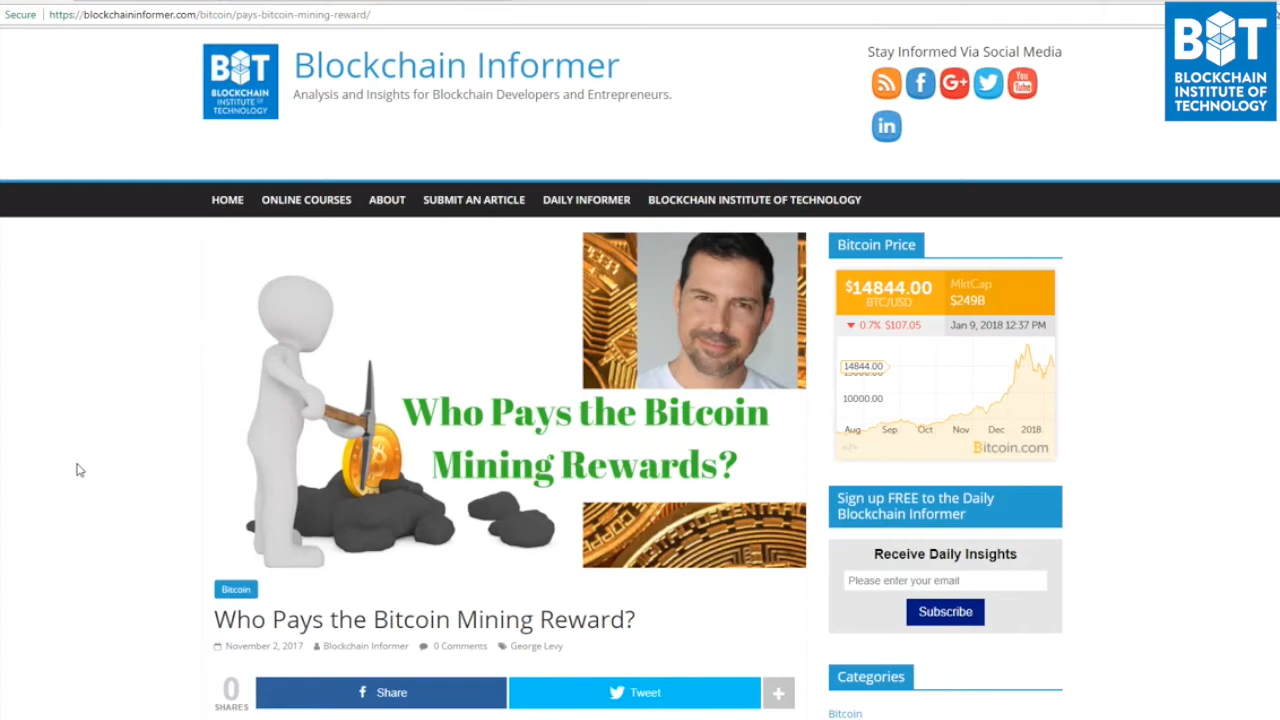 Secure
https://blockchaininformer.com/bitcoin/pays-bitcoin-mining-reward/
BIT
BLOCKCHAIN
INSTITUTE OF
TECHNOLOGY
BIT
BLOCKCHAIN
INSTITUTE OF
TECHNOLOGY
Blockchain Informer
Analysis and Insights for Blockchain Developers and Entrepreneurs.
Stay Informed Via Social Media
f
G+
You
Tube
in
HOME ONLINE COURSES ABOUT SUBMIT AN ARTICLE DAILY INFORMER BLOCKCHAIN INSTITUTE OF TECHNOLOGY
Who Pays the Bitcoin
Mining Rewards?
Bitcoin
Who Pays the Bitcoin Mining Reward?
November 2, 2017 Blockchain Informer 0 Comments George Levy
0
SHARES
f Share
Tweet
+
Bitcoin Price
$14844.00
BTC/USD
MktCap
$249B
0.7% $107.05
Jan 9, 2018 12:37 PM
14844.00
10000.00
Aug Sep Oct Nov Dec 2018
</>
Bitcoin.com
Sign up FREE to the Daily
Blockchain Informer
Receive Daily Insights
Please enter your email
Subscribe
Categories
Bitcoin